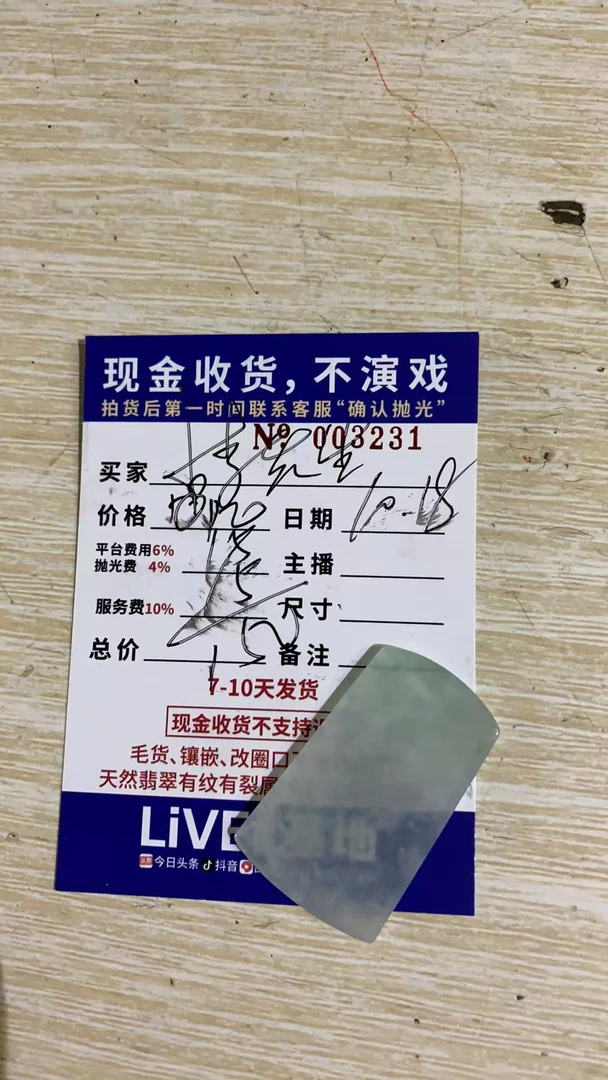 现金收货，不演戏
拍货后第一时间联系客服“确认抛光”
Nº 003231
买家
价格 日期 10-18
平台费用6%
抛光费 4% 主播
服务费10% 尺寸
总价 备注
7-10天发货
现金收货不支持
毛货、镶嵌、改圈口
天然翡翠有纹有裂属
LiVE
今日头条 抖音